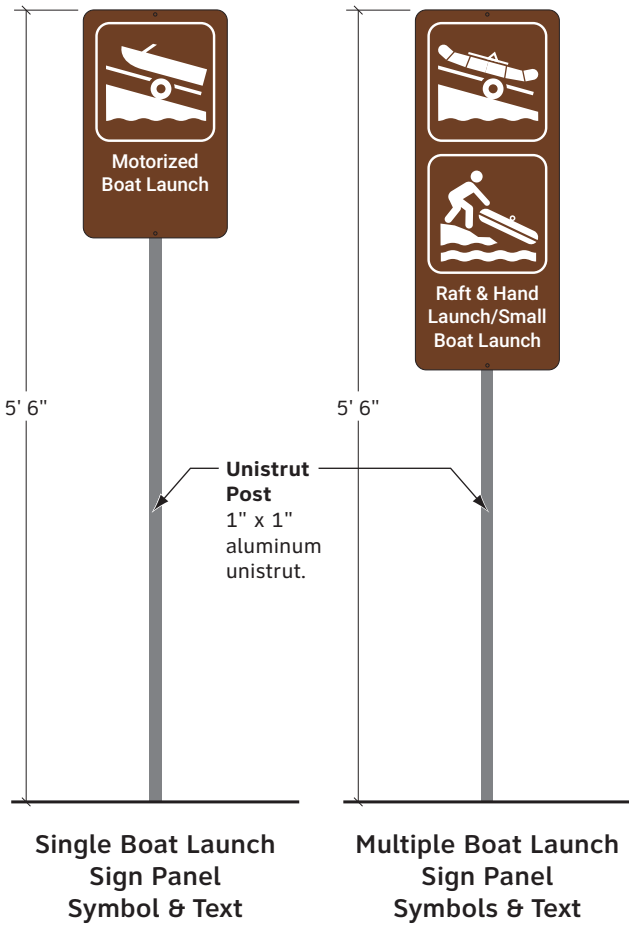 Motorized
Boat Launch
Raft & Hand
Launch/Small
Boat Launch
5' 6"
5' 6"
Unistrut
Post
1" x 1"
aluminum
unistrut.
Single Boat Launch
Sign Panel
Symbol & Text
Multiple Boat Launch
Sign Panel
Symbols & Text